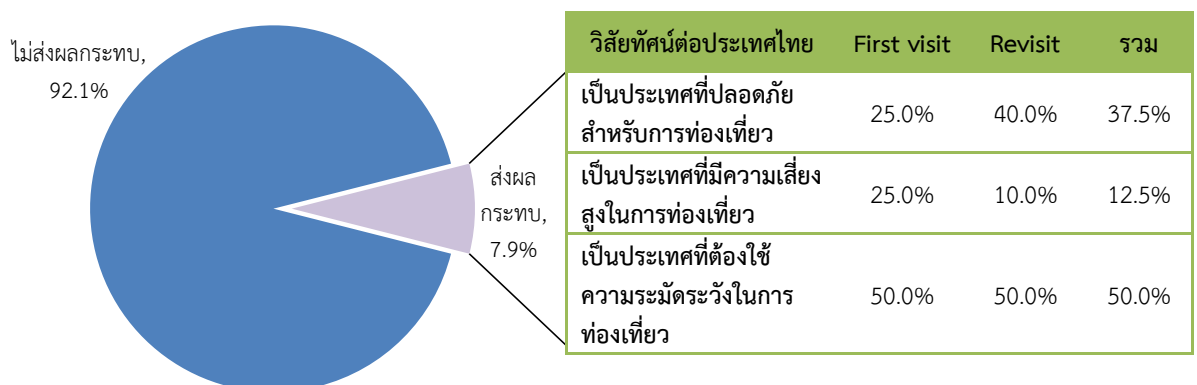 ไม่ส่งผลกระทบ,
92.1%
ส่งผล
กระทบ,
7.9%
วิสัยทัศน์ต่อประเทศไทย First visit Revisit รวม
เป็นประเทศที่ปลอดภัย
สำหรับการท่องเที่ยว 25.0% 40.0% 37.5%
เป็นประเทศที่มีความเสี่ยง
สูงในการท่องเที่ยว 25.0% 10.0% 12.5%
เป็นประเทศที่ต้องใช้
ความระมัดระวังในการ 50.0% 50.0% 50.0%
ท่องเที่ยว